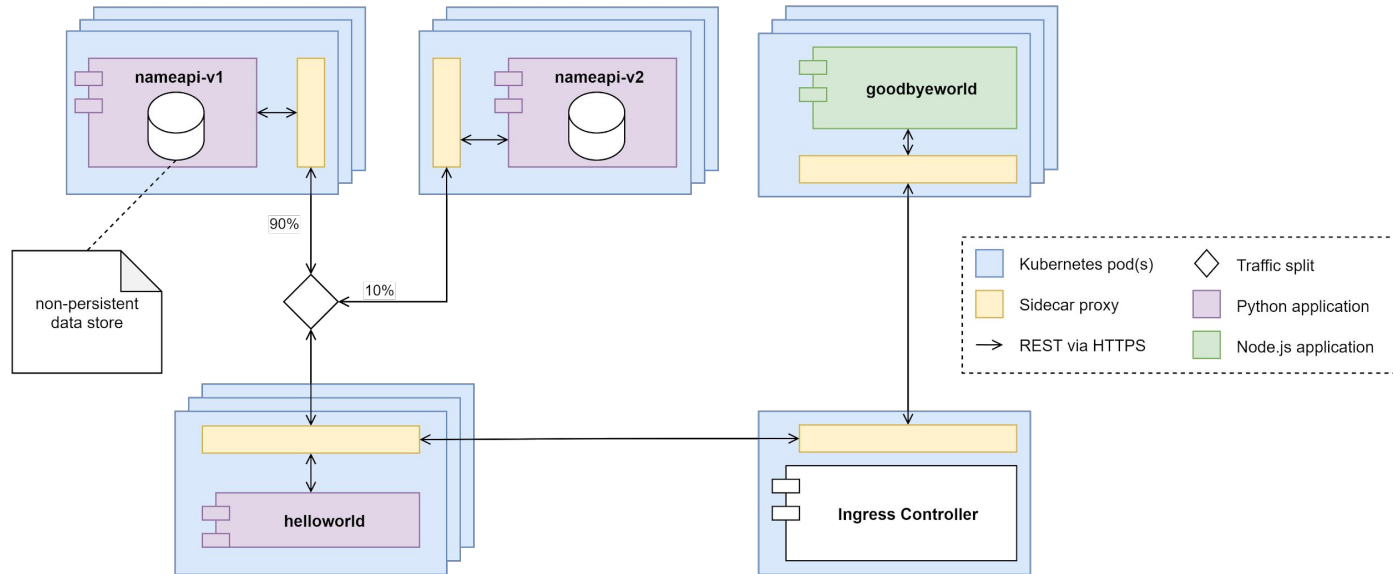 nameapi-v1
nameapi-v2
goodbyeworld
90%
10%
non-persistent
data store
Kubernetes pod(s)
Traffic split
Sidecar proxy
Python application
REST via HTTPS
Node.js application
helloworld
Ingress Controller